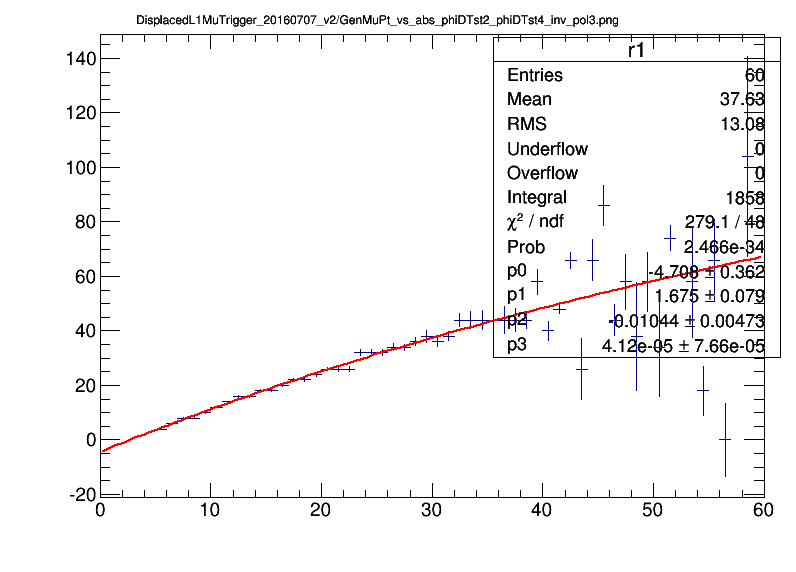 DisplacedL1MuTrigger_20160707_v2/GenMuPt_vs_abs_phiDTst2_phiDTst4_inv_pol3.png
r1
Entries 60
Mean 37.63
RMS 13.08
Underflow 0
Overflow 0
Integral 1858
χ² / ndf 279.1 / 48
Prob 2.466e-34
p0 -4.708 ± 0.362
p1 1.675 ± 0.079
p2 -0.01044 ± 0.00473
p3 4.12e-05 ± 7.66e-05
140
120
100
80
60
40
20
0
-20
0 10 20 30 40 50 60